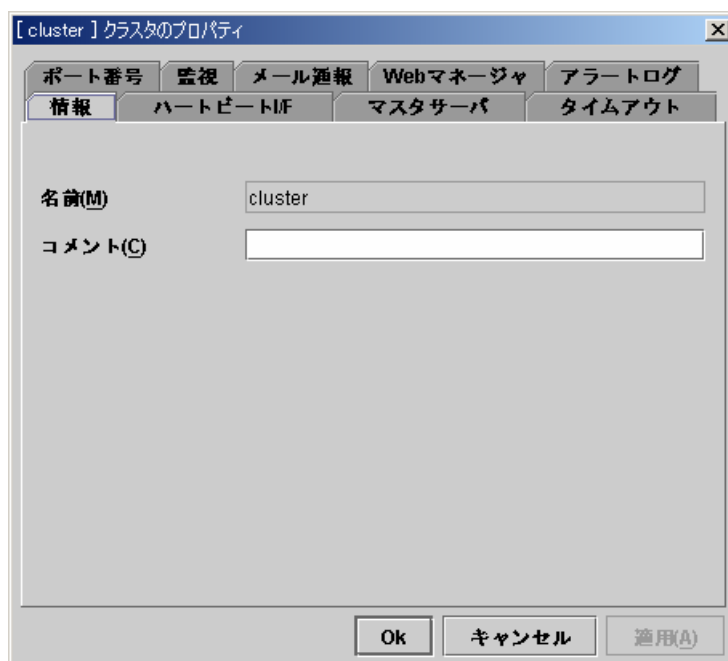 [ cluster ] クラスタのプロパティ
ポート番号 監視 メール通報 Webマネージャ アラートログ
情報 ハートビートI/F マスタサーバ タイムアウト
名前(M) cluster
コメント(C)
Ok キャンセル 適用(A)